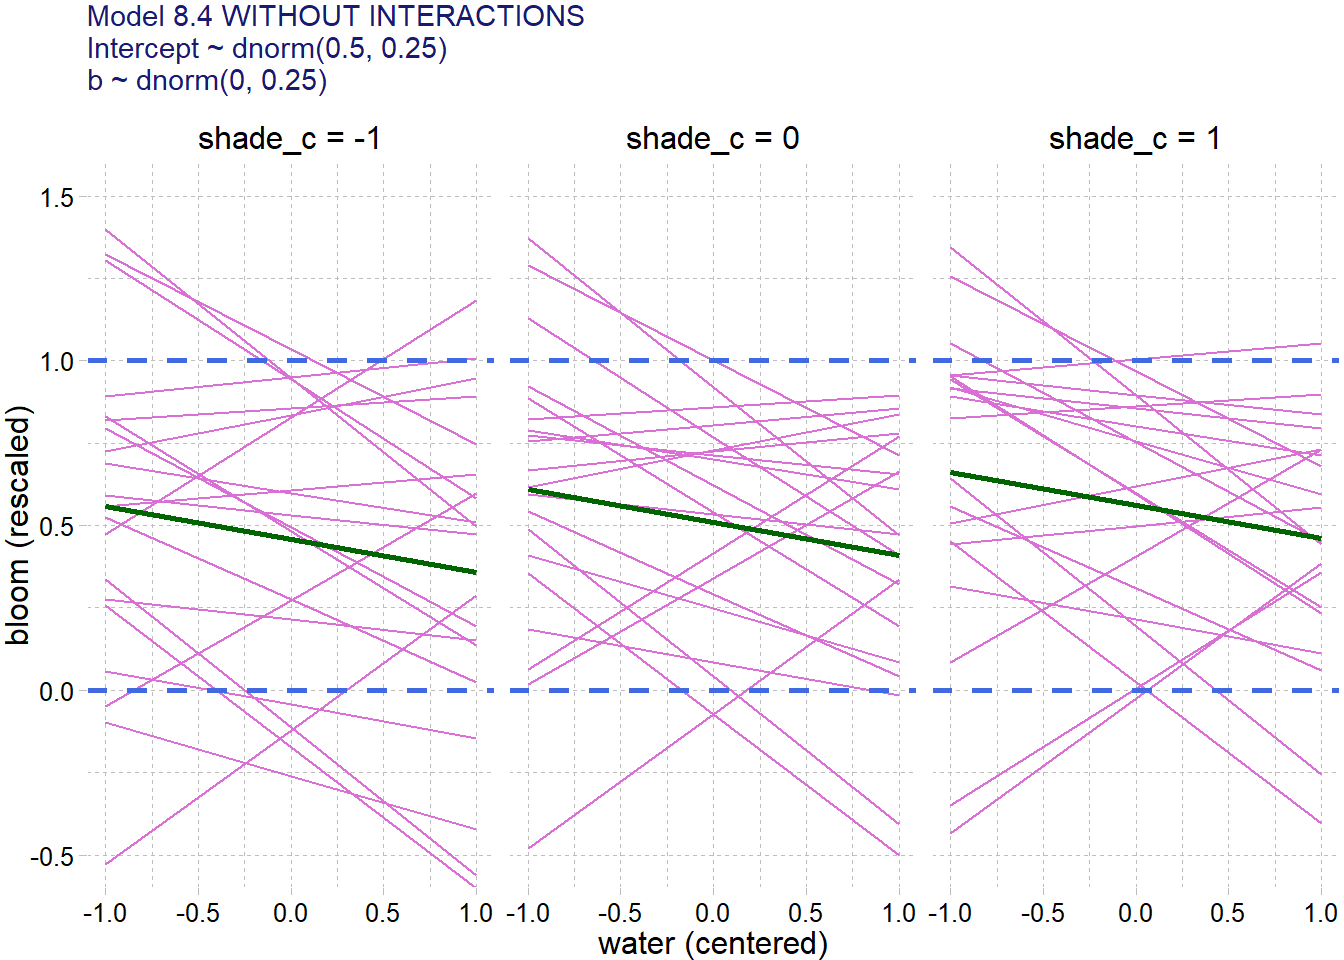 Model 8.4 WITHOUT INTERACTIONS
Intercept ~ dnorm(0.5, 0.25)
b ~ dnorm(0, 0.25)
shade_c = -1
shade_c = 0
shade_c = 1
bloom (rescaled)
1.5
1.0
0.5
0.0
-0.5
-1.0 -0.5 0.0 0.5 1.0
-1.0 -0.5 0.0 0.5 1.0
-1.0 -0.5 0.0 0.5 1.0
water (centered)